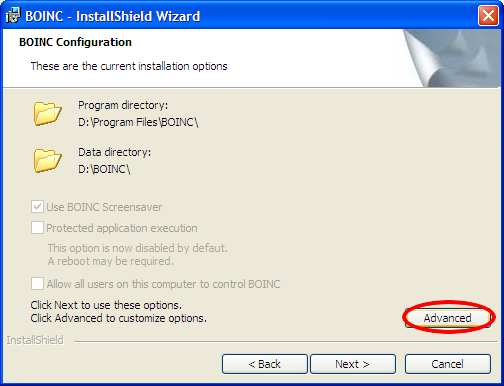 BOINC - InstallShield Wizard
BOINC Configuration
These are the current installation options
Program directory:
D:\Program Files\BOINC\
Data directory:
D:\BOINC\
Use BOINC Screensaver
Protected application execution
This option is now disabled by defaut.
A reboot may be required.
Allow all users on this computer to control BOINC
Click Next to use these options.
Click Advanced to customize options.
Advanced
InstallShield
< Back
Next >
Cancel